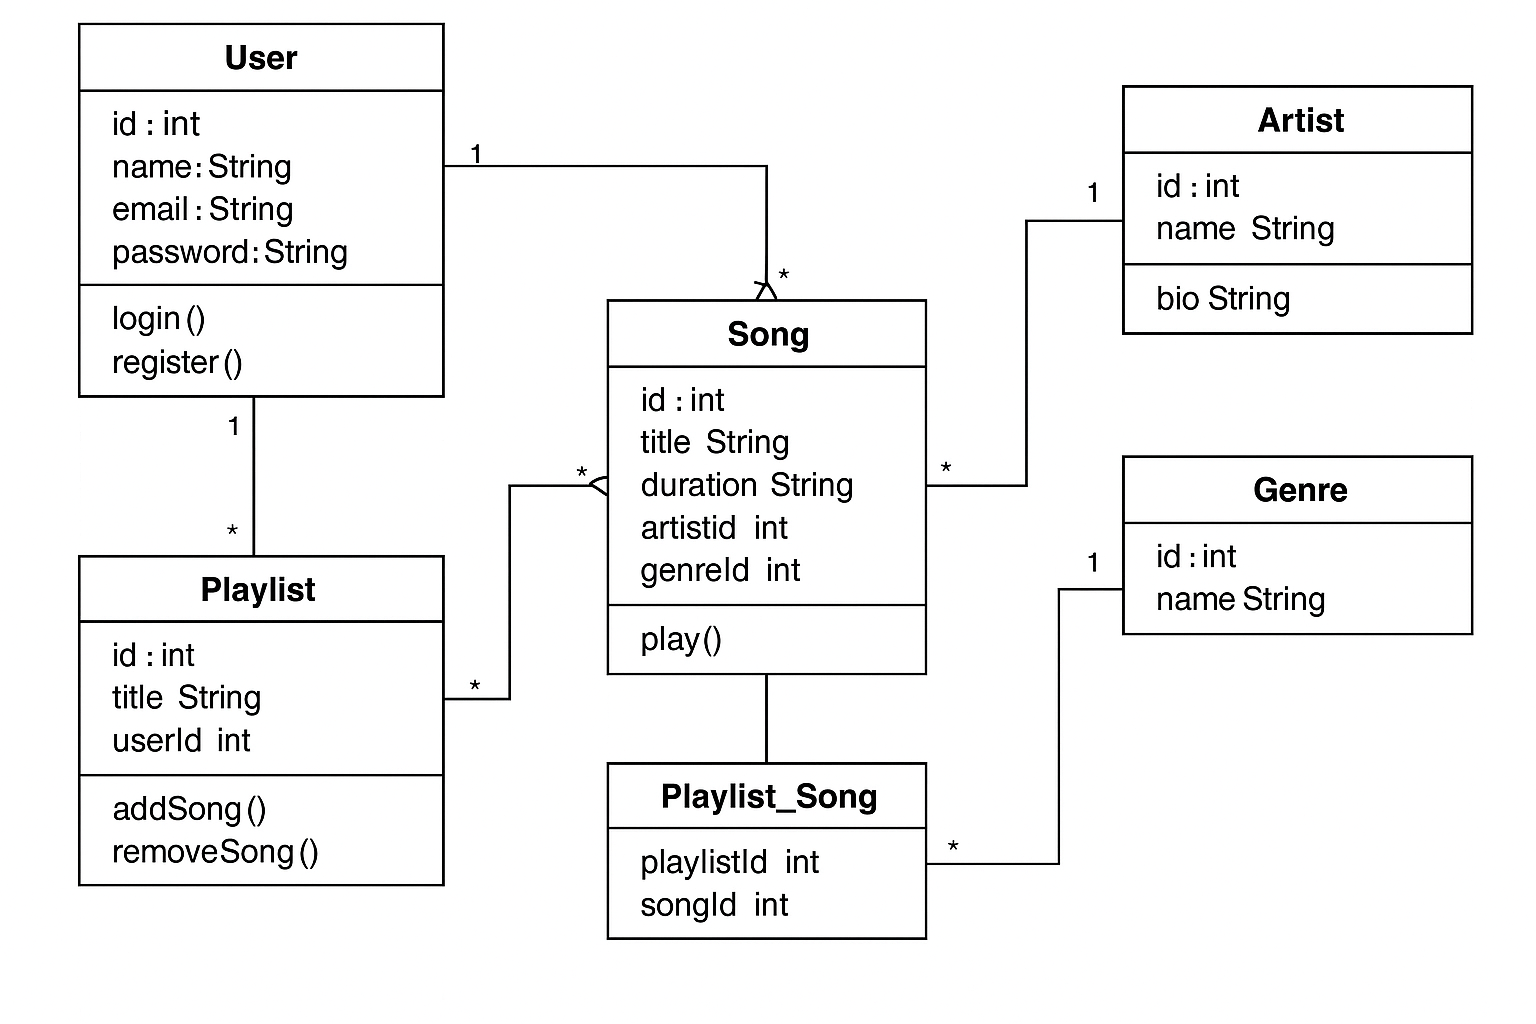 User
id : int
name: String
email : String
password: String
login ()
register ()
1
*
1
*
Playlist
id : int
title String
userId int
addSong ()
removeSong ()
*
*
Song
id : int
title String
duration String
artistid int
genreId int
play ()
*
1
Artist
id : int
name String
bio String
Genre
id : int
name String
1
*
Playlist_Song
playlistId int
songId int